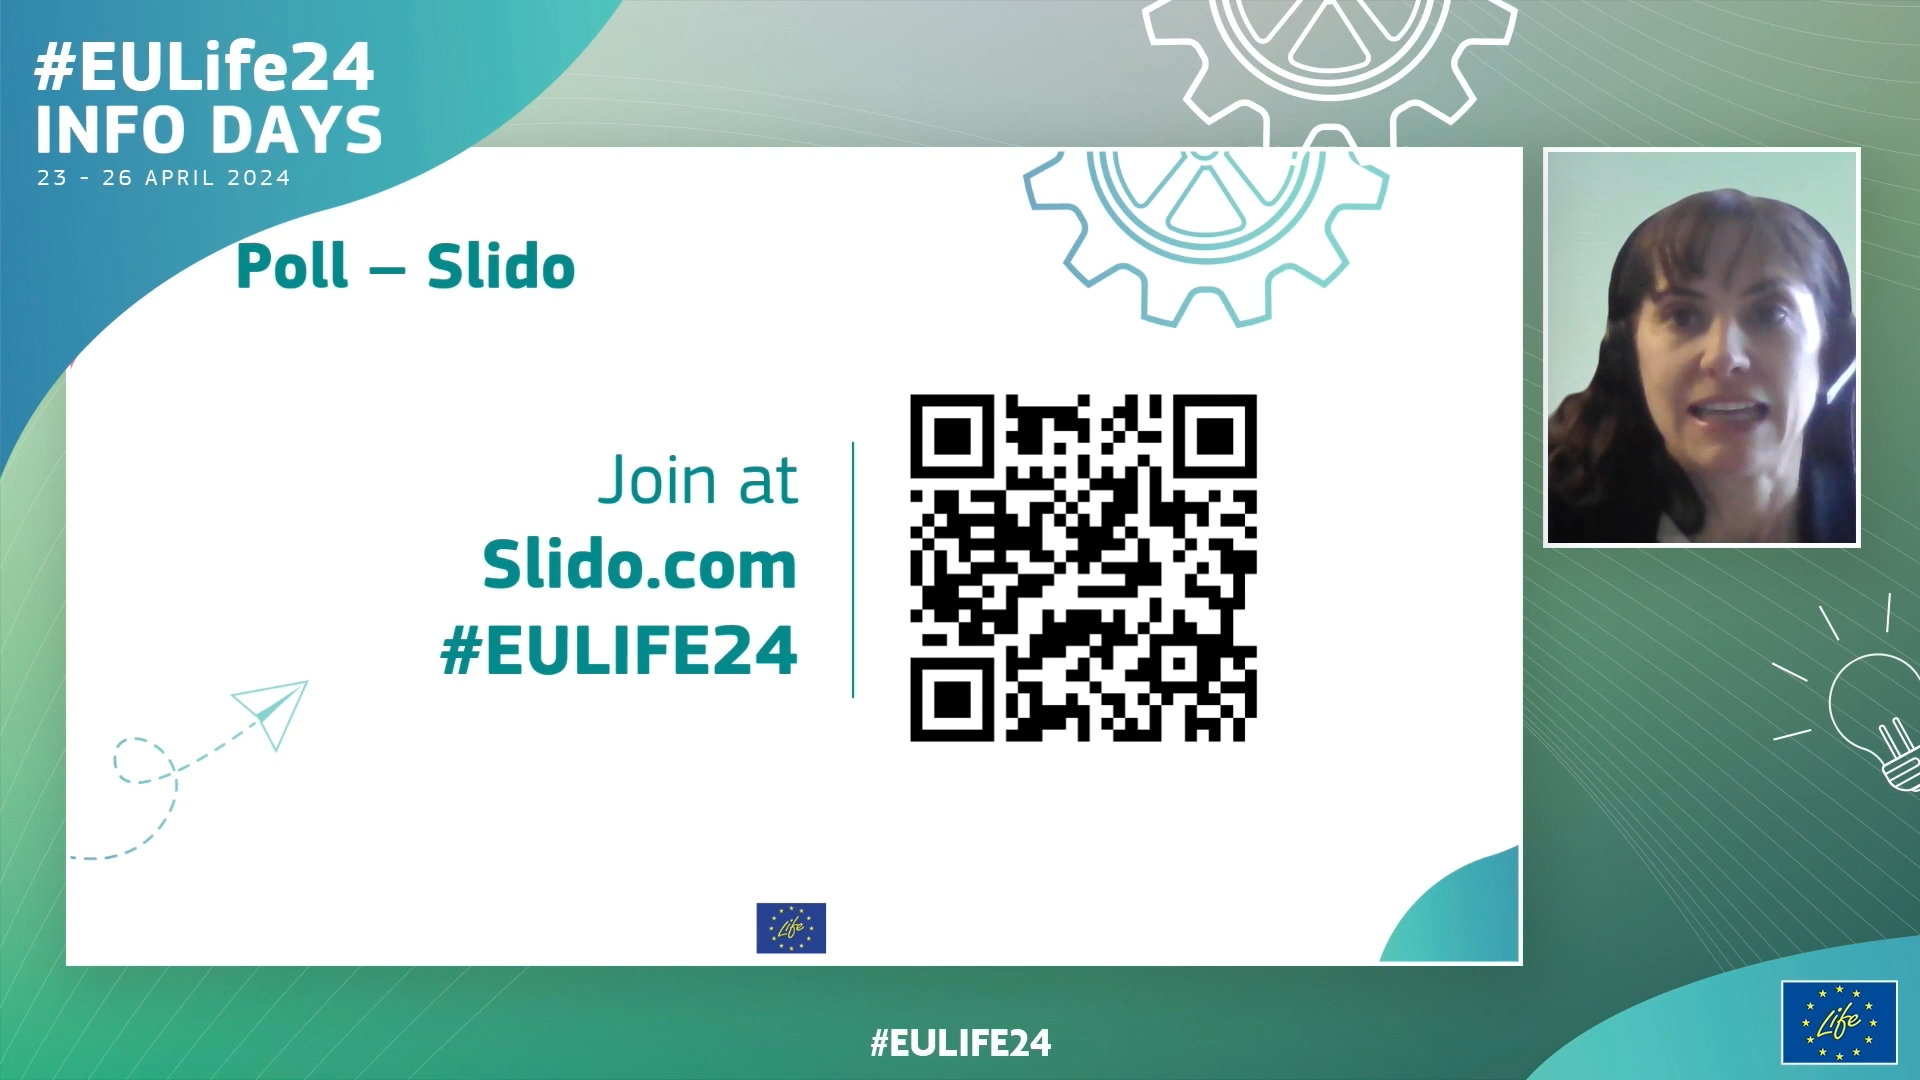 #EULife24
INFO DAYS
23 - 26 APRIL 2024
Poll – Slido
Join at
Slido.com
#EULIFE24
Life
#EULIFE24
Life